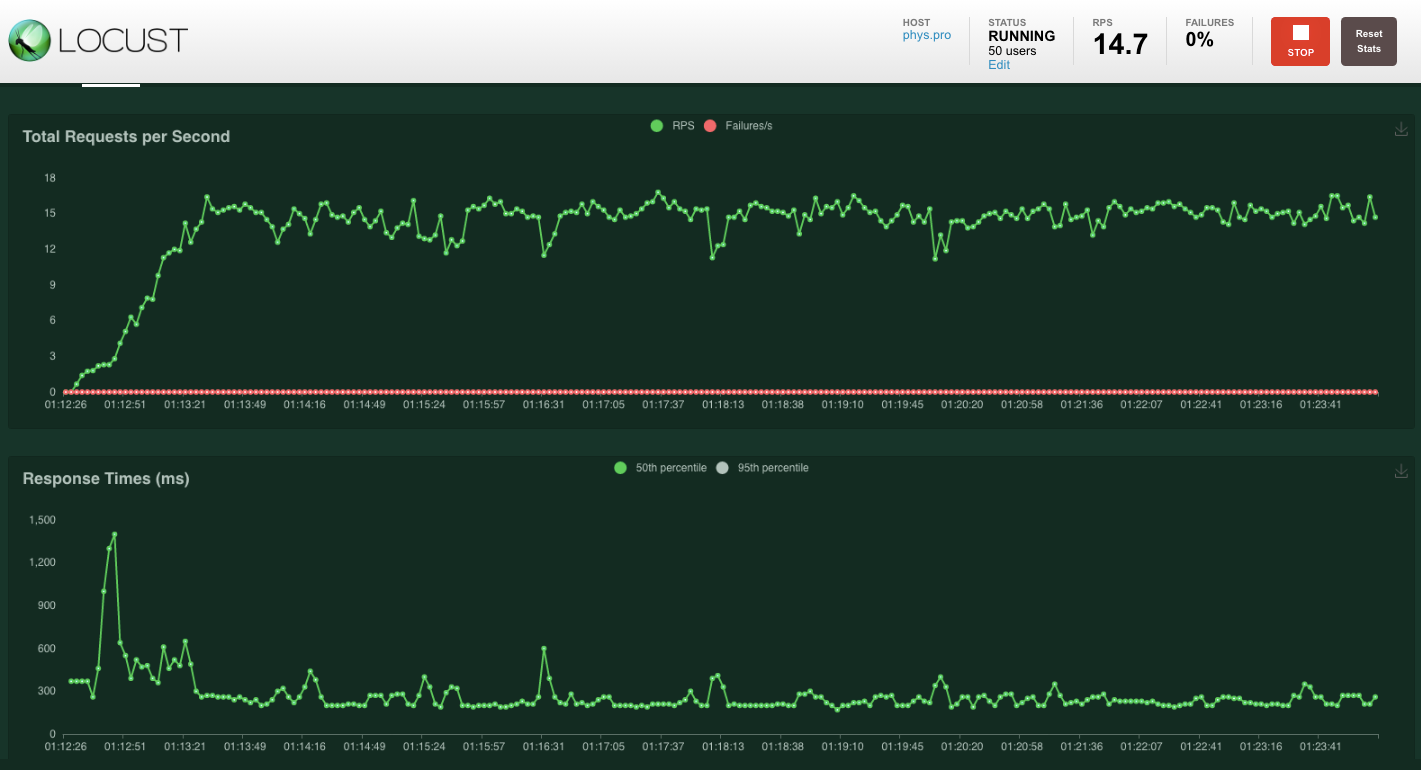 LOCUST
HOST
phys.pro
STATUS
RUNNING
50 users
Edit
RPS
14.7
FAILURES
0%
STOP
Reset
Stats
Total Requests per Second
RPS Failures/s
18
15
12
9
6
3
0
01:12:26 01:12:51 01:13:21 01:13:49 01:14:16 01:14:49 01:15:24 01:15:57 01:16:31 01:17:05 01:17:37 01:18:13 01:18:38 01:19:10 01:19:45 01:20:20 01:20:58 01:21:36 01:22:07 01:22:41 01:23:16 01:23:41
Response Times (ms)
50th percentile 95th percentile
1,500
1,200
900
600
300
0
01:12:26 01:12:51 01:13:21 01:13:49 01:14:16 01:14:49 01:15:24 01:15:57 01:16:31 01:17:05 01:17:37 01:18:13 01:18:38 01:19:10 01:19:45 01:20:20 01:20:58 01:21:36 01:22:07 01:22:41 01:23:16 01:23:41